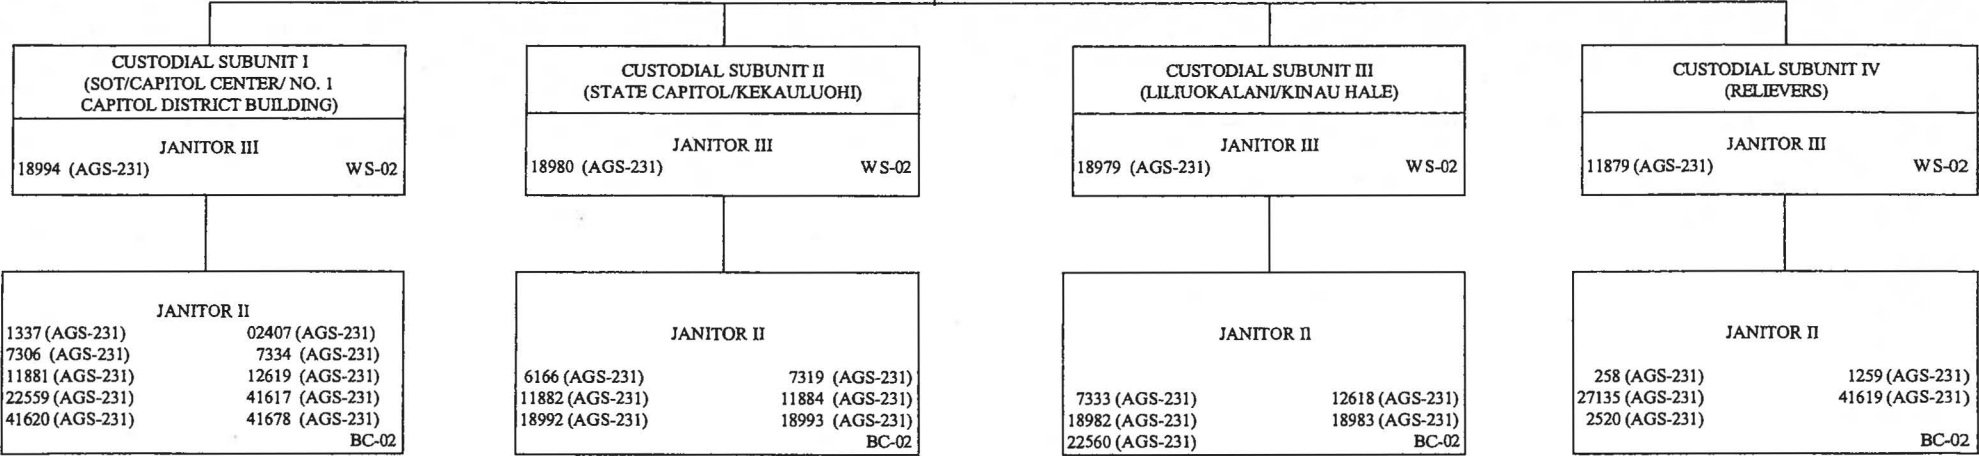 CUSTODIAL SUBUNIT I
(SOT/CAPITOL CENTER/ NO. 1
CAPITOL DISTRICT BUILDING)
JANITOR III
18994 (AGS-231) WS-02
JANITOR II
1337 (AGS-231) 02407 (AGS-231)
7306 (AGS-231) 7334 (AGS-231)
11881 (AGS-231) 12619 (AGS-231)
22559 (AGS-231) 41617 (AGS-231)
41620 (AGS-231) 41678 (AGS-231)
BC-02
CUSTODIAL SUBUNIT II
(STATE CAPITOL/KEKAULUOHI)
JANITOR III
18980 (AGS-231) WS-02
JANITOR II
6166 (AGS-231) 7319 (AGS-231)
11882 (AGS-231) 11884 (AGS-231)
18992 (AGS-231) 18993 (AGS-231)
BC-02
CUSTODIAL SUBUNIT III
(LILIUOKALANI/KINAU HALE)
JANITOR III
18979 (AGS-231) WS-02
JANITOR II
7333 (AGS-231) 12618 (AGS-231)
18982 (AGS-231) 18983 (AGS-231)
22560 (AGS-231) BC-02
CUSTODIAL SUBUNIT IV
(RELIEVERS)
JANITOR III
11879 (AGS-231) WS-02
JANITOR II
258 (AGS-231) 1259 (AGS-231)
27135 (AGS-231) 41619 (AGS-231)
2520 (AGS-231)
BC-02